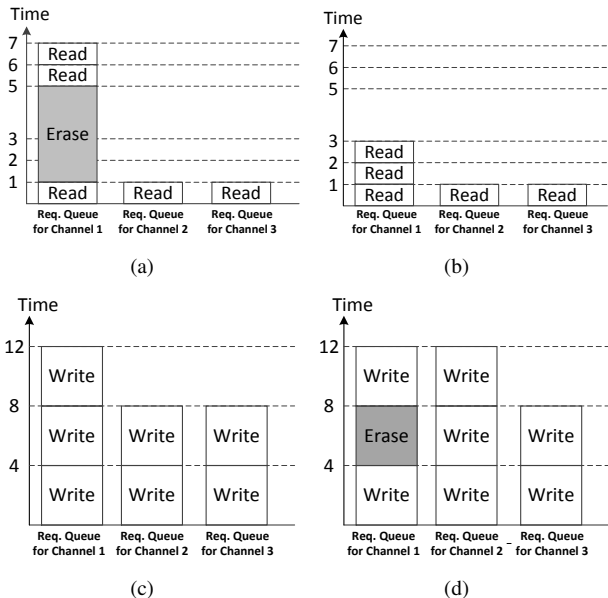 Time
7
Read
6
Read
5
Erase
3
2
1
Read
Read
Read
Req. Queue for Channel 1
Req. Queue for Channel 2
Req. Queue for Channel 3
(a)
Time
7
6
5
3
Read
2
Read
1
Read
Read
Read
Req. Queue for Channel 1
Req. Queue for Channel 2
Req. Queue for Channel 3
(b)
Time
12
Write
8
Write
Write
Write
4
Write
Write
Write
Req. Queue for Channel 1
Req. Queue for Channel 2
Req. Queue for Channel 3
(c)
Time
12
Write
Write
8
Erase
Write
Write
4
Write
Write
Write
Req. Queue for Channel 1
Req. Queue for Channel 2
Req. Queue for Channel 3
(d)